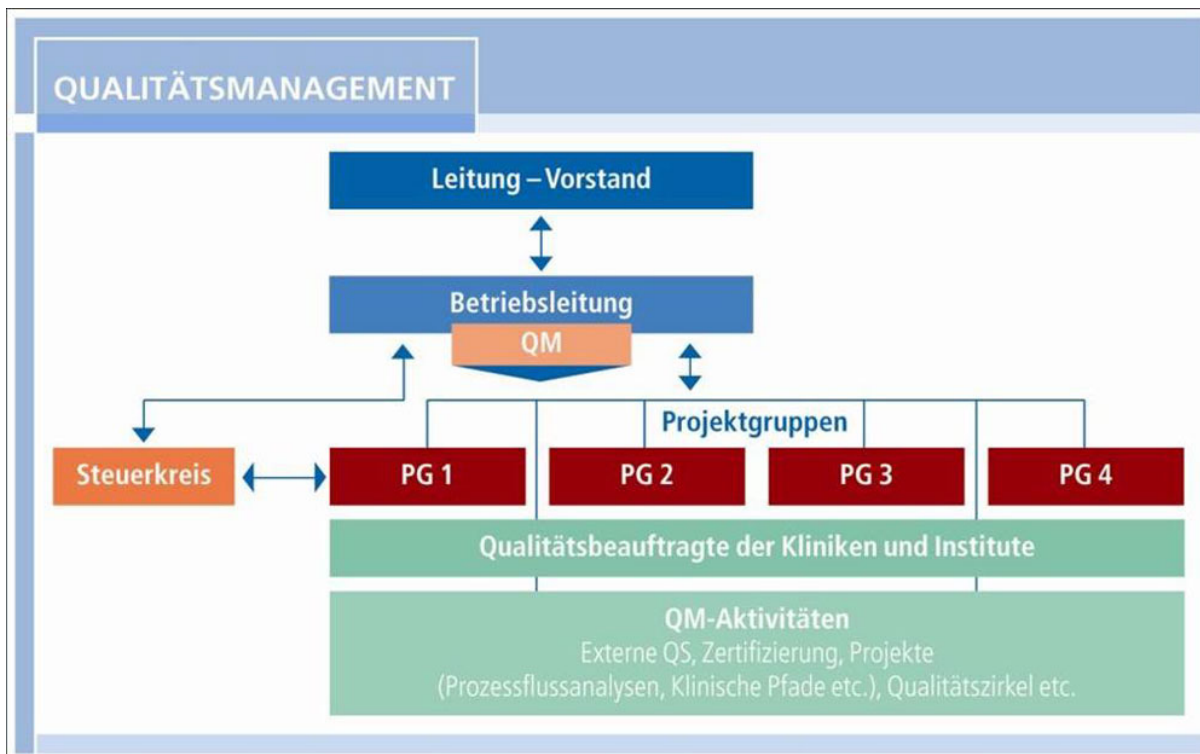 QUALITÄTSMANAGEMENT
Leitung – Vorstand
Betriebsleitung
QM
Projektgruppen
Steuerkreis
PG 1
PG 2
PG 3
PG 4
Qualitätsbeauftragte der Kliniken und Institute
QM-Aktivitäten
Externe QS, Zertifizierung, Projekte
(Prozessflussanalysen, Klinische Pfade etc.), Qualitätszirkel etc.